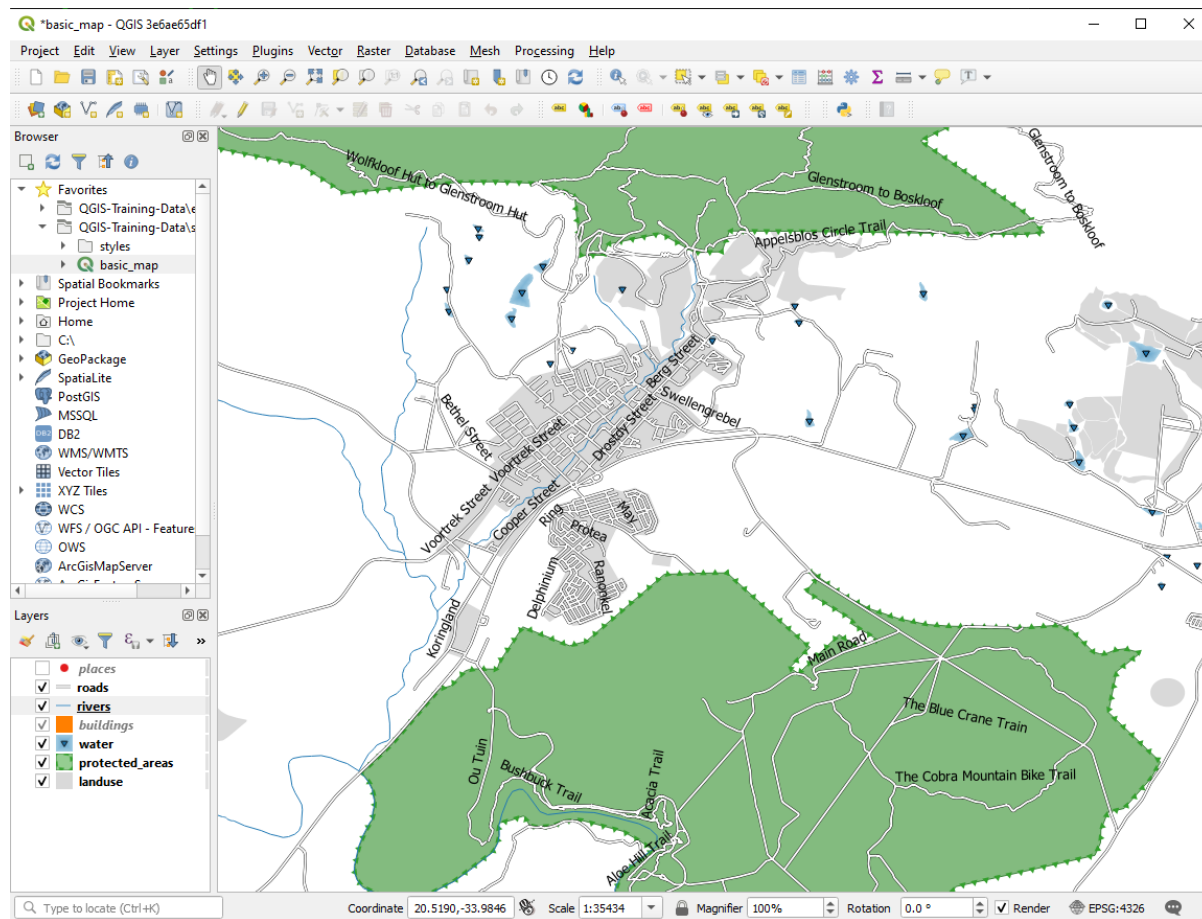 *basic_map - QGIS 3e6ae65df1
Project Edit View Layer Settings Plugins Vector Raster Database Mesh Processing Help
Browser
Favorites
QGIS-Training-Data\e
QGIS-Training-Data\s
styles
basic_map
Spatial Bookmarks
Project Home
Home
C:\
GeoPackage
SpatiaLite
PostGIS
MSSQL
DB2
WMS/WMTS
Vector Tiles
XYZ Tiles
WCS
WFS / OGC API - Feature
OWS
ArcGisMapServer
Layers
places
roads
rivers
buildings
water
protected_areas
landuse
Wolfkloof Hut to Glenstroom Hut
Glenstroom to Boskloof
Glenstroom to Boskloof
Appelsblos Circle Trail
Berg Street
Swellengrebel
Bethel Street
Drostdy Street
Voortrek Street
Voortrek Street
Cooper Street
Ring
May
Protea
Delphinium
Ranonkel
Koringland
Main Road
The Blue Crane Train
Ou Tuin
Bushbuck Trail
Acacia Trail
The Cobra Mountain Bike Trail
Aloe Hill Trail
Type to locate (Ctrl+K) Coordinate 20.5190,-33.9846 Scale 1:35434 Magnifier 100% Rotation 0.0 ° Render EPSG:4326